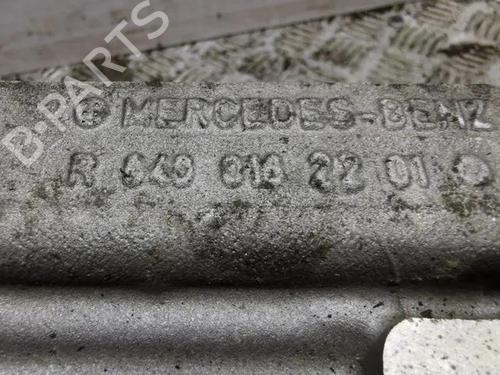 B-PARTS
MERCEDES-BENZ
R 640 016 22 01